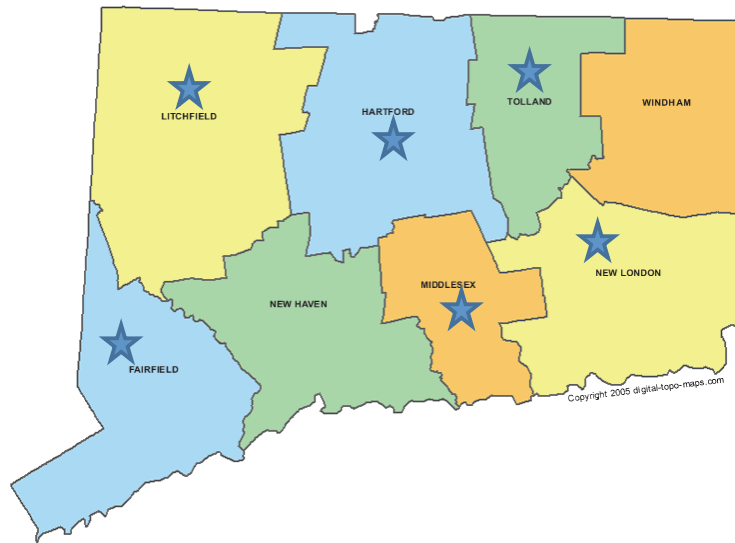 LITCHFIELD
HARTFORD
TOLLAND
WINDHAM
NEW HAVEN
MIDDLESEX
NEW LONDON
FAIRFIELD
Copyright 2005 digital-topo-maps.com